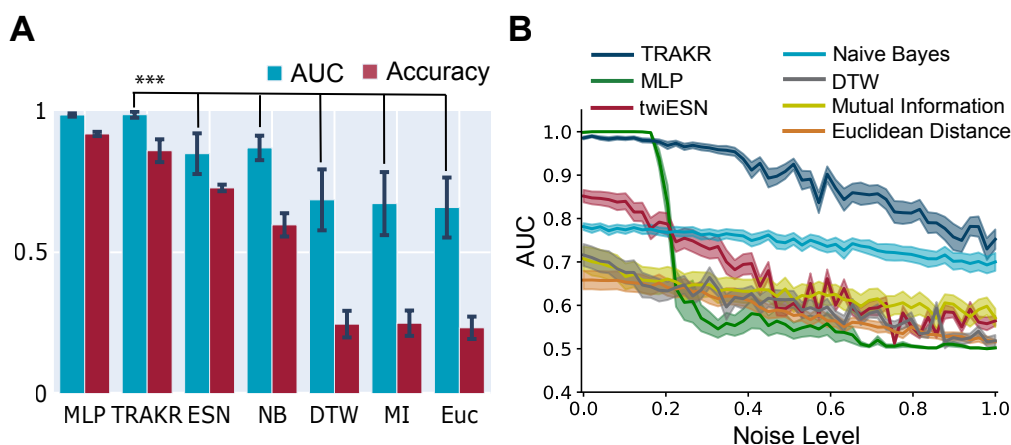 A
*** AUC Accuracy
1
0.5
0
MLP TRAKR ESN NB DTW MI Euc
B
TRAKR
MLP
twiESN
Naive Bayes
DTW
Mutual Information
Euclidean Distance
AUC
1.0
0.9
0.8
0.7
0.6
0.5
0.4
0.0 0.2 0.4 0.6 0.8 1.0
Noise Level